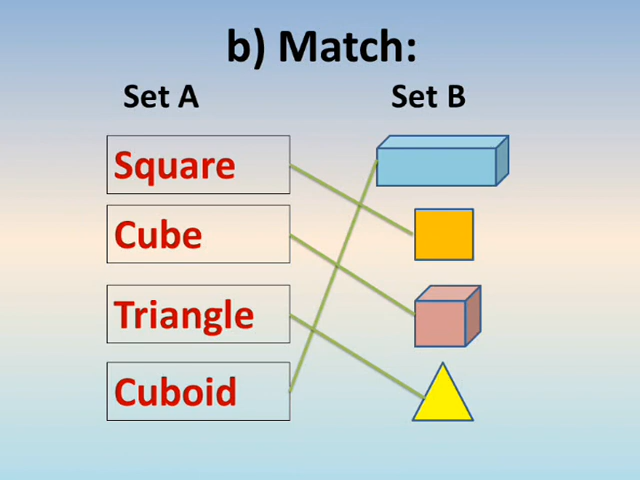 b) Match:
Set A
Set B
Square
Cube
Triangle
Cuboid